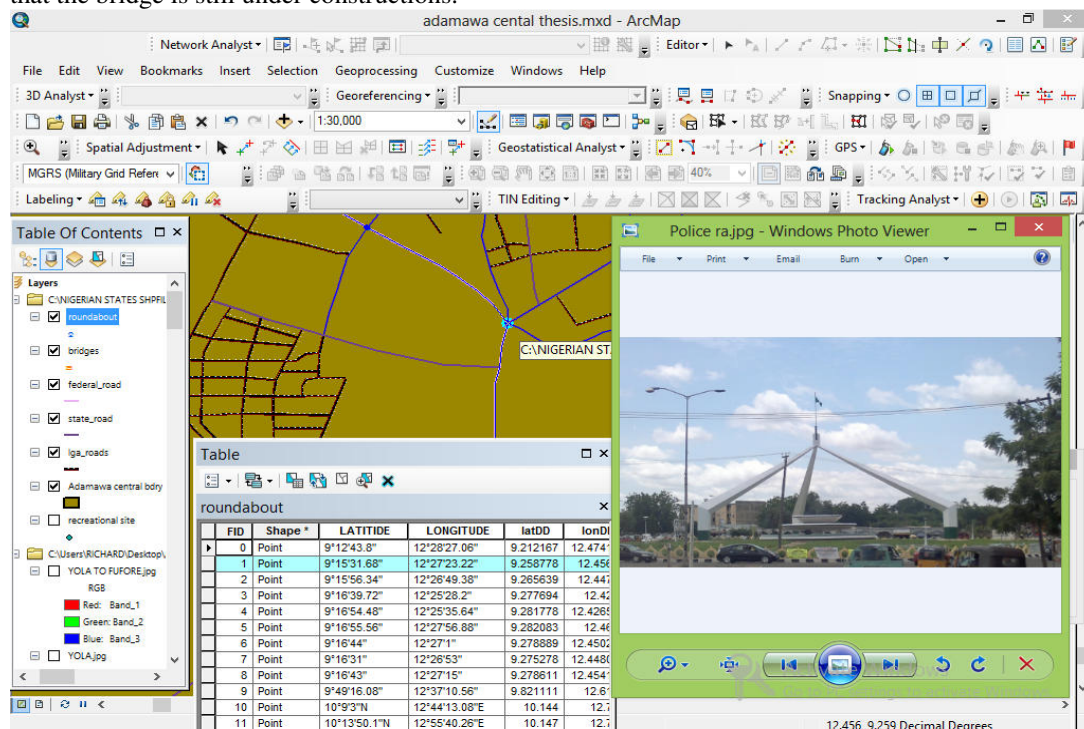 that the bridge is still under constructions.
adamawa cental thesis.mxd - ArcMap
Network Analyst
Editor
File Edit View Bookmarks Insert Selection Geoprocessing Customize Windows Help
3D Analyst
Georeferencing
Snapping
1:30,000
Spatial Adjustment
Geostatistical Analyst
GPS
MGRS (Military Grid Refere
40%
Labeling
TIN Editing
Tracking Analyst
Table Of Contents
Layers
C:\NIGERIAN STATES SHPFIL
roundabout
bridges
federal_road
state_road
lga_roads
Adamawa central bdry
recreational site
C:\Users\RICHARD\Desktop\
YOLA TO FUFORE.jpg
RGB
Red: Band_1
Green: Band_2
Blue: Band_3
YOLA.jpg
C:\NIGERIAN ST
Police ra.jpg - Windows Photo Viewer
File Print Email Burn Open
Table
roundabout
FID Shape * LATITIDE LONGITUDE latDD lonD
0 Point 9°12'43.8" 12°28'27.06" 9.212167 12.474
1 Point 9°15'31.68" 12°27'23.22" 9.258778 12.456
2 Point 9°15'56.34" 12°26'49.38" 9.265639 12.447
3 Point 9°16'39.72" 12°25'28.2" 9.277694 12.42
4 Point 9°16'54.48" 12°25'35.64" 9.281778 12.4265
5 Point 9°16'55.56" 12°27'56.88" 9.282083 12.46
6 Point 9°16'44" 12°27'1" 9.278889 12.4502
7 Point 9°16'31" 12°26'53" 9.275278 12.4480
8 Point 9°16'43" 12°27'15" 9.278611 12.454
9 Point 9°49'16.08" 12°37'10.56" 9.821111 12.6
10 Point 10°9'3"N 12°44'13.08"E 10.144 12.7
11 Point 10°13'50.1"N 12°55'40.26"E 10.147 12.7
Activate Windows
Go to PC settings to activate Windows.
12.456 9.259 Decimal Degrees